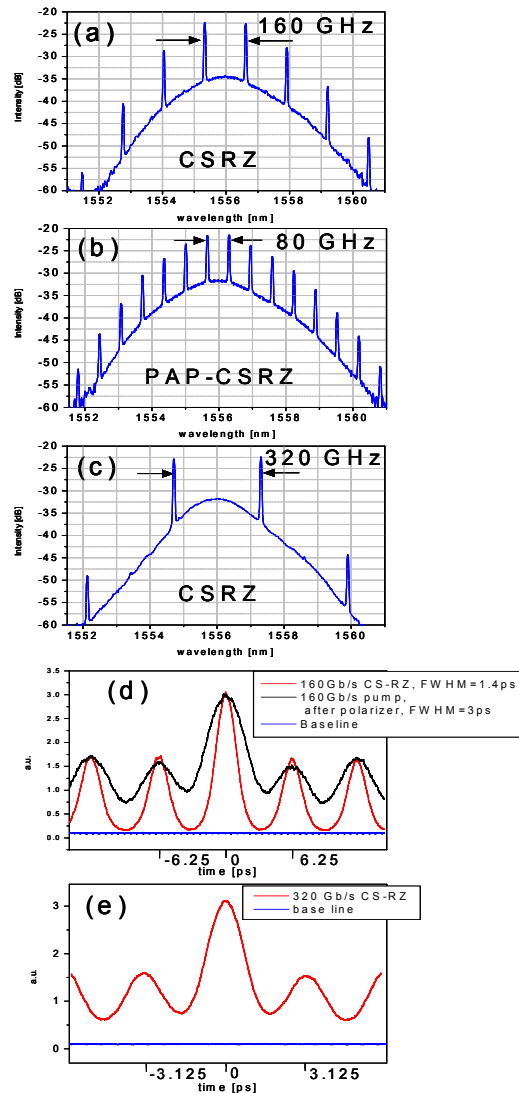 (a)
160 GHz
CSRZ
Intensity [dB]
-20
-25
-30
-35
-40
-45
-50
-55
-60
1552 1554 1556 1558 1560
wavelength [nm]
(b)
80 GHz
PAP-CSRZ
Intensity [dB]
-20
-25
-30
-35
-40
-45
-50
-55
-60
1552 1554 1556 1558 1560
wavelength [nm]
(c)
320 GHz
CSRZ
Intensity [dB]
-20
-25
-30
-35
-40
-45
-50
-55
-60
1552 1554 1556 1558 1560
wavelength [nm]
(d)
160Gb/s CS-RZ, FWHM=1.4ps
160Gb/s pump,
after polarizer, FWHM=3ps
Baseline
a.u.
3.5
3.0
2.5
2.0
1.5
1.0
0.5
0.0
-6.25 0 6.25
time [ps]
(e)
320 Gb/s CS-RZ
base line
a.u.
3
2
1
0
-3.125 0 3.125
time [ps]